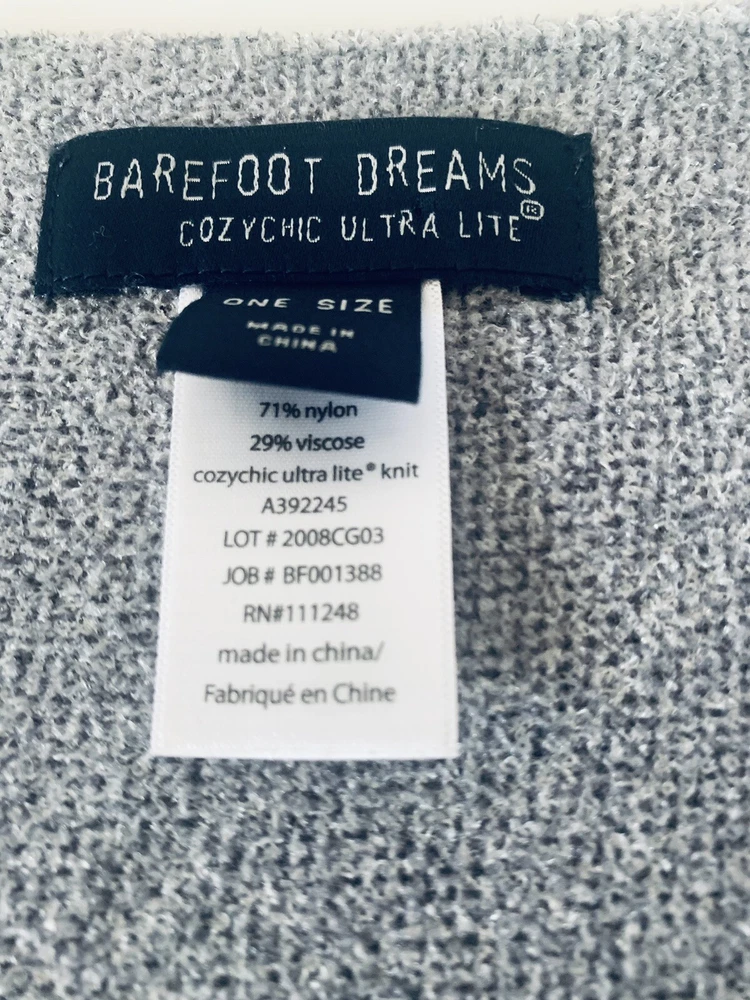 BAREFOOT DREAMS
COZYCHIC ULTRA LITE®
ONE SIZE
MADE IN
CHINA
71% nylon
29% viscose
cozychic ultra lite® knit
A392245
LOT # 2008CG03
JOB # BF001388
RN#111248
made in china/
Fabriqué en Chine